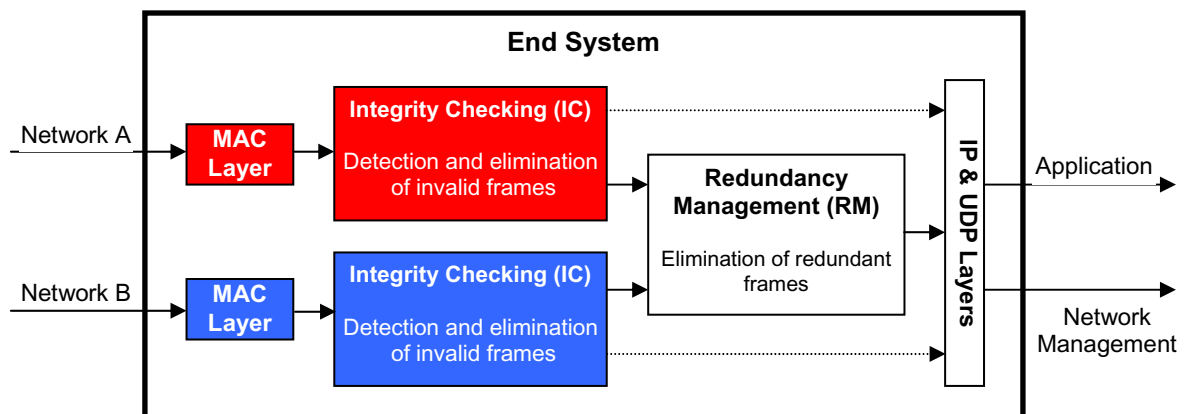 End System
Network A
MAC
Layer
Integrity Checking (IC)
Detection and elimination
of invalid frames
Redundancy
Management (RM)
Elimination of redundant
frames
Network B
MAC
Layer
Integrity Checking (IC)
Detection and elimination
of invalid frames
IP & UDP Layers
Application
Network
Management